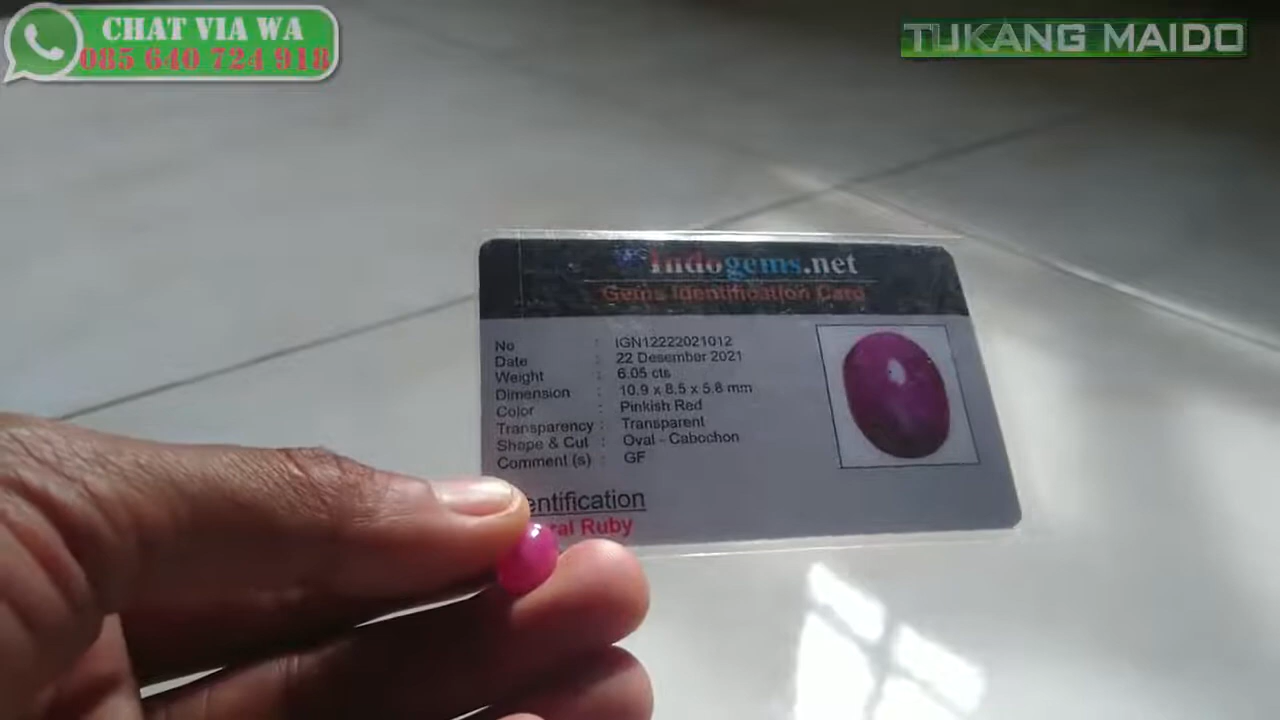 CHAT VIA WA
085 640 724 918
TUKANG MAIDO
Indogems.net
Gems Identification Card
No : IGN12222021012
Date : 22 Desember 2021
Weight : 6.05 cts
Dimension : 10.9 x 8.5 x 5.8 mm
Color : Pinkish Red
Transparency : Transparent
Shape & Cut : Oval - Cabochon
Comment (s) : GF
entification
ral Ruby